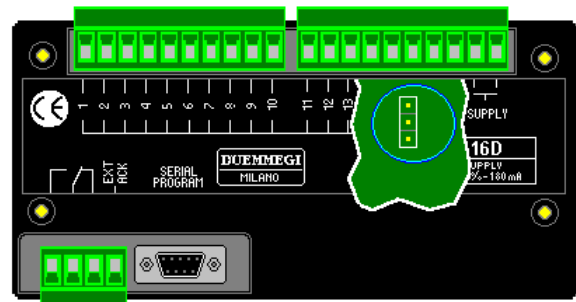 CE
1 2 3 4 5 6 7 8 9 10 11 12 13
SUPPLY
EXT
ACK
SERIAL
PROGRAM
DUEMMEGI
MILANO
16D
UPPLY
%-180mA